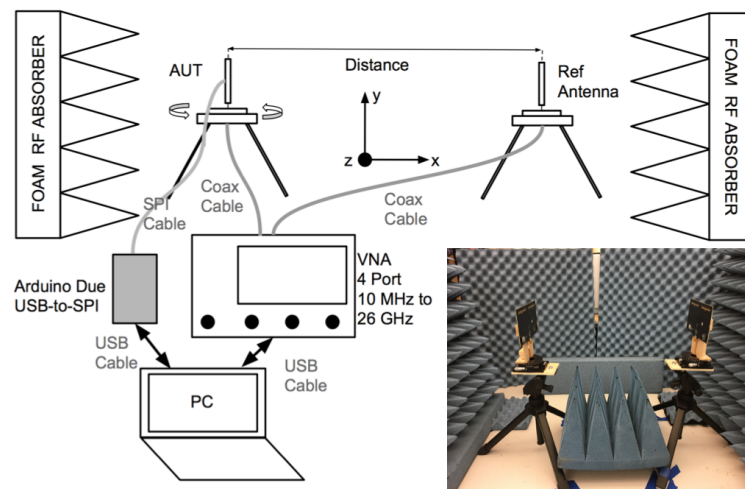 FOAM RF ABSORBER
AUT
Distance
Ref
Antenna
FOAM RF ABSORBER
y
z
x
SPI
Cable
Coax
Cable
Coax
Cable
Arduino Due
USB-to-SPI
VNA
4 Port
10 MHz to
26 GHz
USB
Cable
USB
Cable
PC